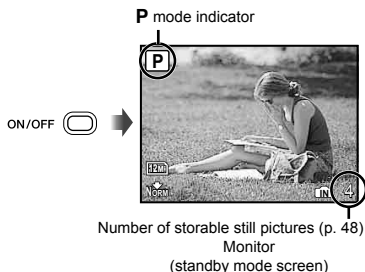 P mode indicator
P
ON/OFF
12M
NORM
IN 4
Number of storable still pictures (p. 48)
Monitor
(standby mode screen)